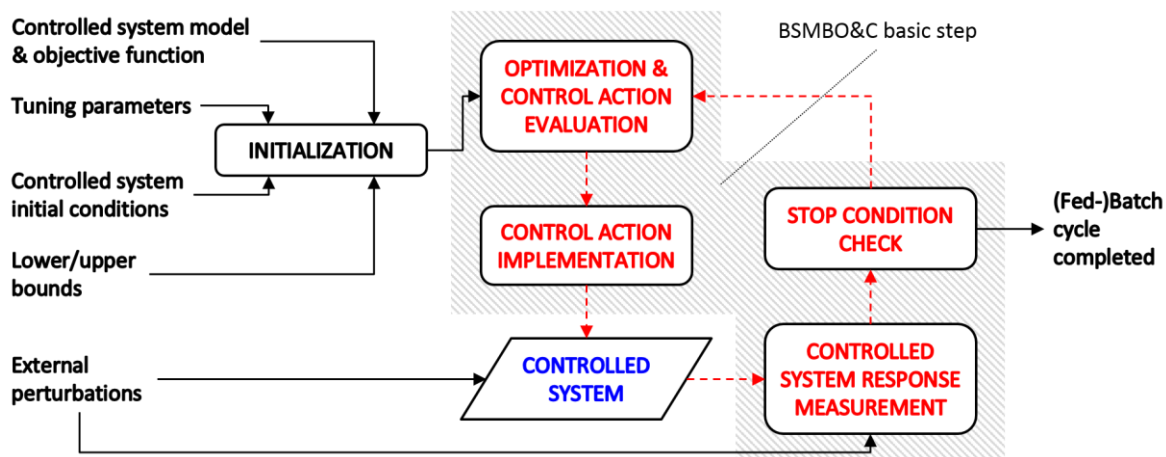 Controlled system model
& objective function
Tuning parameters
Controlled system
initial conditions
Lower/upper
bounds
External
perturbations
INITIALIZATION
OPTIMIZATION &
CONTROL ACTION
EVALUATION
CONTROL ACTION
IMPLEMENTATION
CONTROLLED
SYSTEM
BSMBO&C basic step
STOP CONDITION
CHECK
CONTROLLED
SYSTEM RESPONSE
MEASUREMENT
(Fed-)Batch
cycle
completed